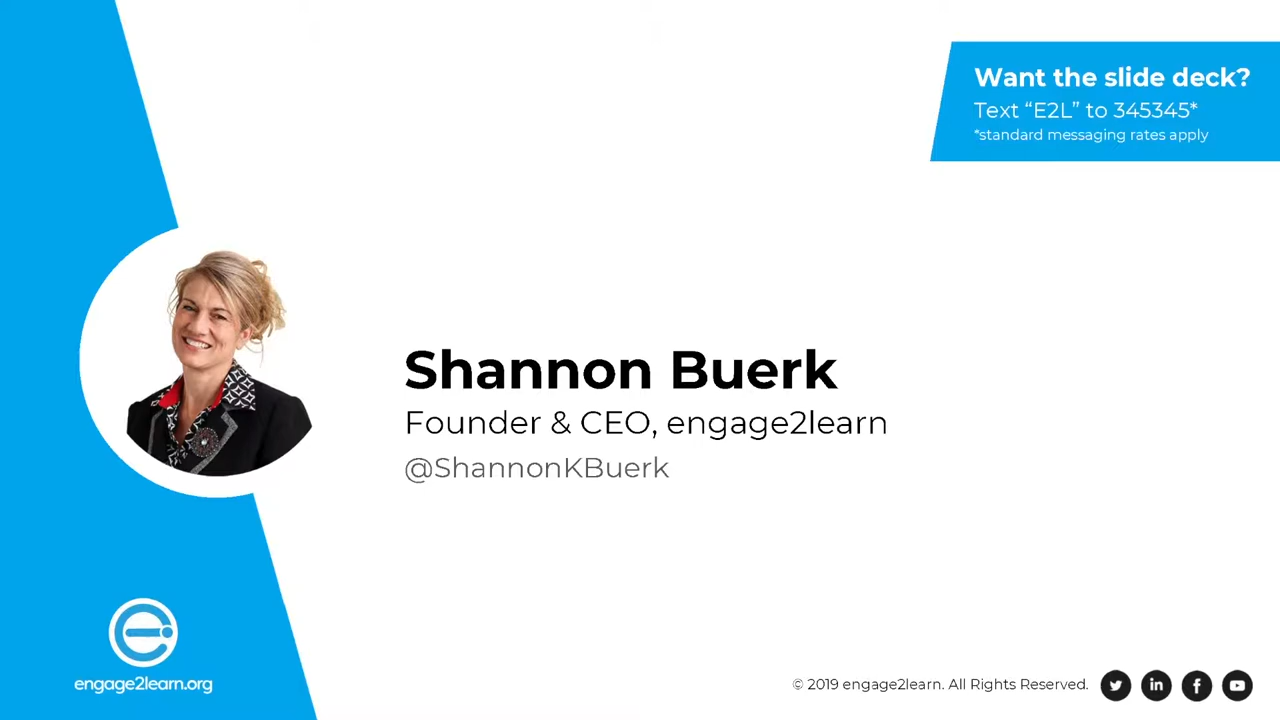 Want the slide deck?
Text “E2L” to 345345*
*standard messaging rates apply
Shannon Buerk
Founder & CEO, engage2learn
@ShannonKBuerk
engage2learn.org
© 2019 engage2learn. All Rights Reserved.